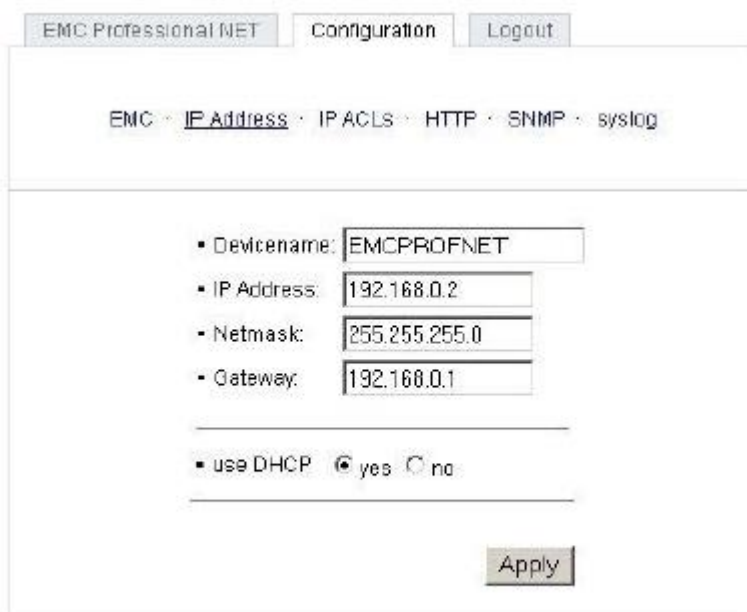 EMC Professional NET Configuration Logout
EMC · IP Address · IP ACLs · HTTP · SNMP · syslog
▪ Devicename: EMCPROFNET
▪ IP Address: 192.168.0.2
▪ Netmask: 255.255.255.0
▪ Gateway: 192.168.0.1
▪ use DHCP yes no
Apply